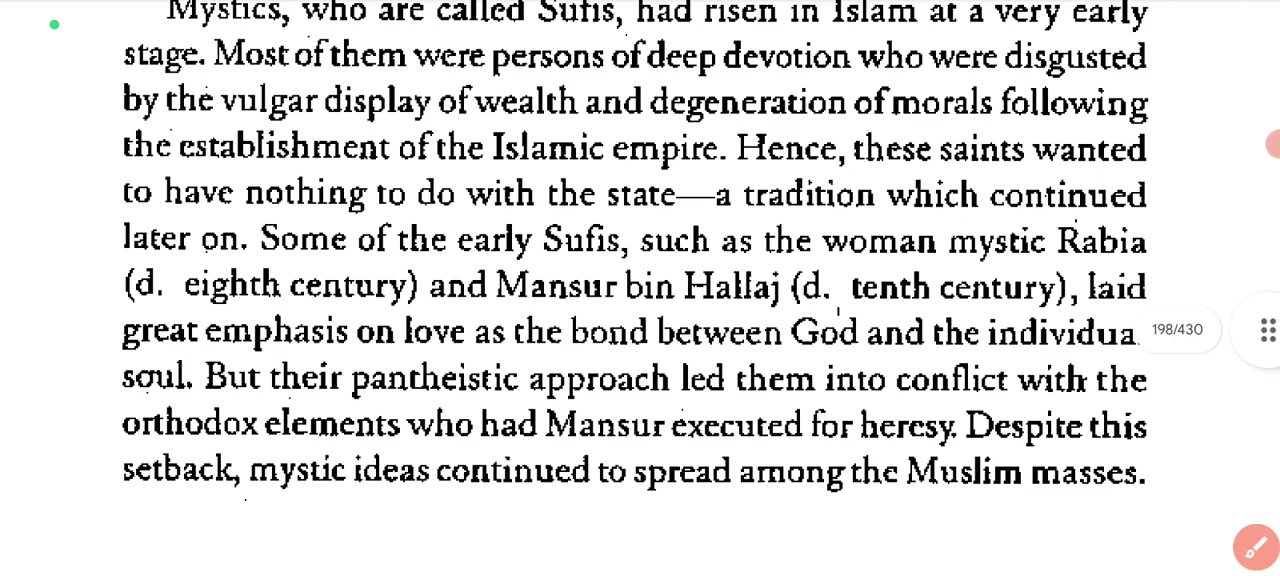 Mystics, who are called Sufis, had risen in Islam at a very early
stage. Most of them were persons of deep devotion who were disgusted
by the vulgar display of wealth and degeneration of morals following
the establishment of the Islamic empire. Hence, these saints wanted
to have nothing to do with the state—a tradition which continued
later on. Some of the early Sufis, such as the woman mystic Rabia
(d. eighth century) and Mansur bin Hallaj (d. tenth century), laid
great emphasis on love as the bond between God and the individua
198/430
soul. But their pantheistic approach led them into conflict with the
orthodox elements who had Mansur executed for heresy. Despite this
setback, mystic ideas continued to spread among the Muslim masses.